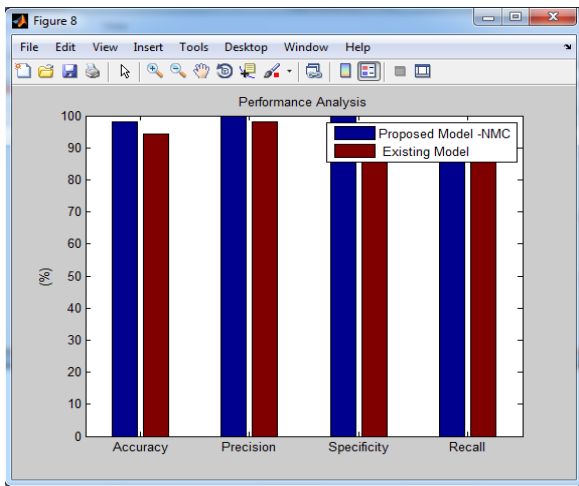 Figure 8
File Edit View Insert Tools Desktop Window Help
Performance Analysis
Proposed Model -NMC
Existing Model
100
90
80
70
60
50
40
30
20
10
0
(%)
Accuracy Precision Specificity Recall